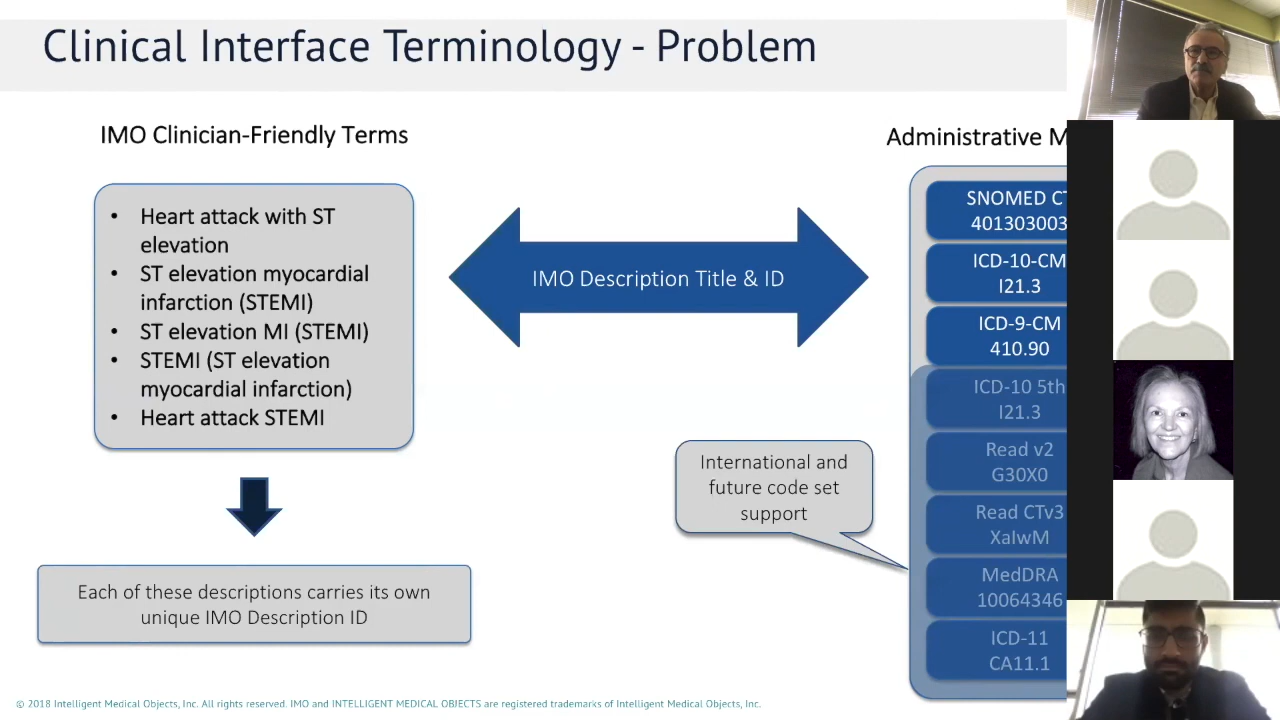 Clinical Interface Terminology - Problem
IMO Clinician-Friendly Terms
• Heart attack with ST
elevation
• ST elevation myocardial
infarction (STEMI)
• ST elevation MI (STEMI)
• STEMI (ST elevation
myocardial infarction)
• Heart attack STEMI
Each of these descriptions carries its own
unique IMO Description ID
IMO Description Title & ID
International and
future code set
support
Administrative M
SNOMED CT
401303003
ICD-10-CM
I21.3
ICD-9-CM
410.90
ICD-10 5th
I21.3
Read v2
G30X0
Read CTv3
XaIwM
MedDRA
10064346
ICD-11
CA11.1
© 2018 Intelligent Medical Objects, Inc. All rights reserved. IMO and INTELLIGENT MEDICAL OBJECTS are registered trademarks of Intelligent Medical Objects, Inc.